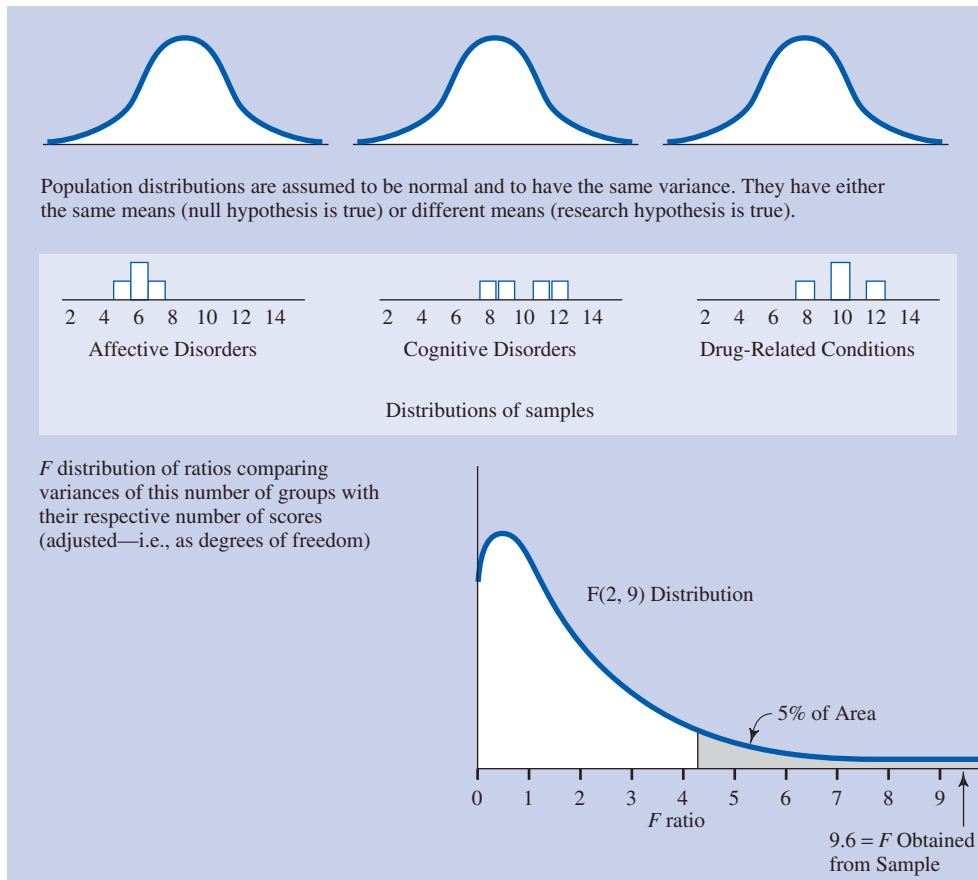 Population distributions are assumed to be normal and to have the same variance. They have either
the same means (null hypothesis is true) or different means (research hypothesis is true).
2 4 6 8 10 12 14
Affective Disorders
2 4 6 8 10 12 14
Cognitive Disorders
2 4 6 8 10 12 14
Drug-Related Conditions
Distributions of samples
F distribution of ratios comparing
variances of this number of groups with
their respective number of scores
(adjusted—i.e., as degrees of freedom)
F(2, 9) Distribution
5% of Area
0 1 2 3 4 5 6 7 8 9
F ratio
9.6 = F Obtained
from Sample